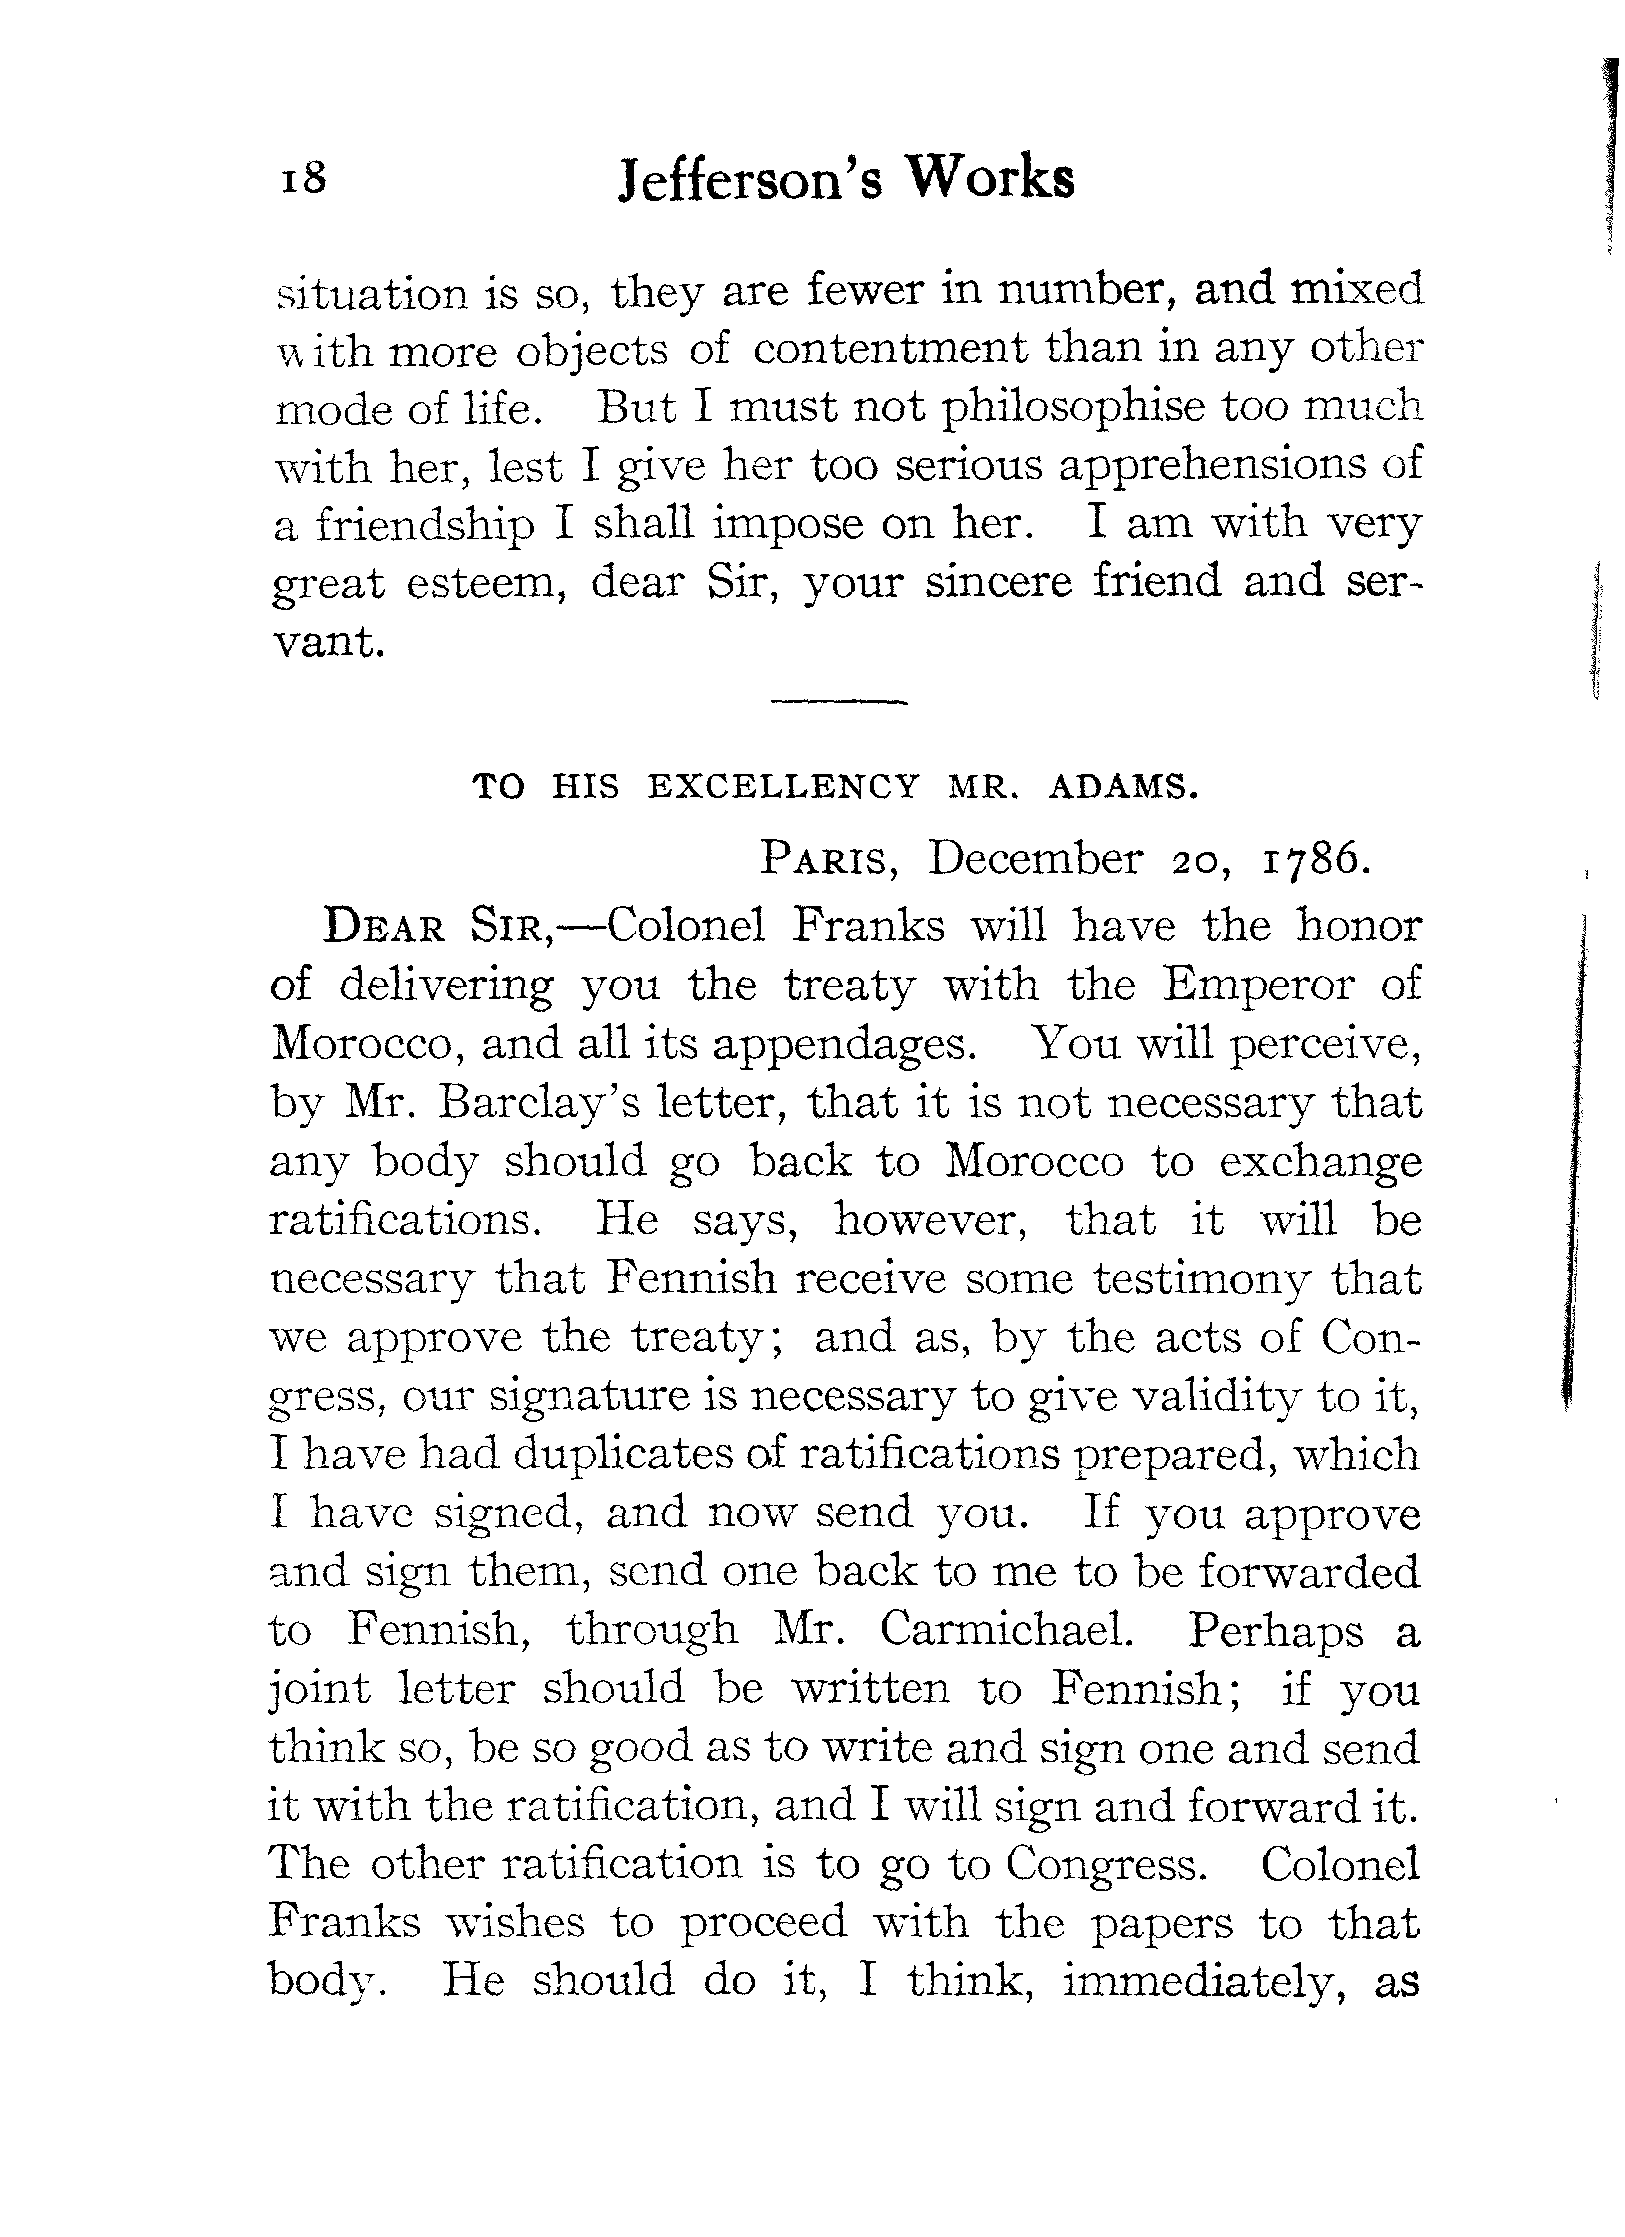 18 Jefferson's Works
situation is so, they are fewer in number, and mixed
with more objects of contentment than in any other
mode of life. But I must not philosophise too much
with her, lest I give her too serious apprehensions of
a friendship I shall impose on her. I am with very
great esteem, dear Sir, your sincere friend and ser-
vant.
TO HIS EXCELLENCY MR. ADAMS.
PARIS, December 20, 1786.
DEAR SIR,—Colonel Franks will have the honor
of delivering you the treaty with the Emperor of
Morocco, and all its appendages. You will perceive,
by Mr. Barclay's letter, that it is not necessary that
any body should go back to Morocco to exchange
ratifications. He says, however, that it will be
necessary that Fennish receive some testimony that
we approve the treaty; and as, by the acts of Con-
gress, our signature is necessary to give validity to it,
I have had duplicates of ratifications prepared, which
I have signed, and now send you. If you approve
and sign them, send one back to me to be forwarded
to Fennish, through Mr. Carmichael. Perhaps a
joint letter should be written to Fennish; if you
think so, be so good as to write and sign one and send
it with the ratification, and I will sign and forward it.
The other ratification is to go to Congress. Colonel
Franks wishes to proceed with the papers to that
body. He should do it, I think, immediately, as